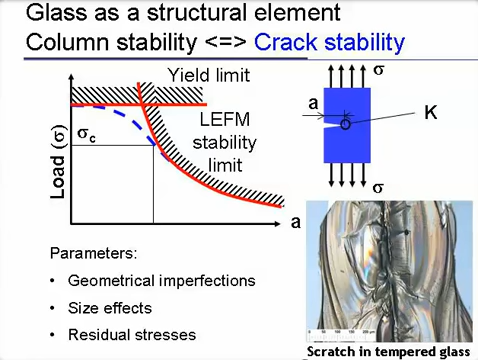 Glass as a structural element
Column stability <=> Crack stability
Yield limit
LEFM
stability
limit
σc
Load (σ)
a
σ
a
K
σ
Parameters:
• Geometrical imperfections
• Size effects
• Residual stresses
Scratch in tempered glass